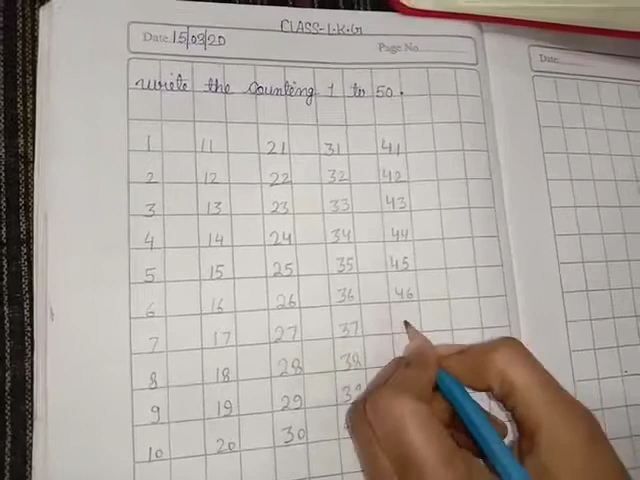 CLASS-L.K.G
Date 15/03/20
Page No.
write the counting 1 to 50.
1 11 21 31 41
2 12 22 32 42
3 13 23 33 43
4 14 24 34 44
5 15 25 35 45
6 16 26 36 46
7 17 27 37
8 18 28 38
9 19 29 39
10 20 30
Date